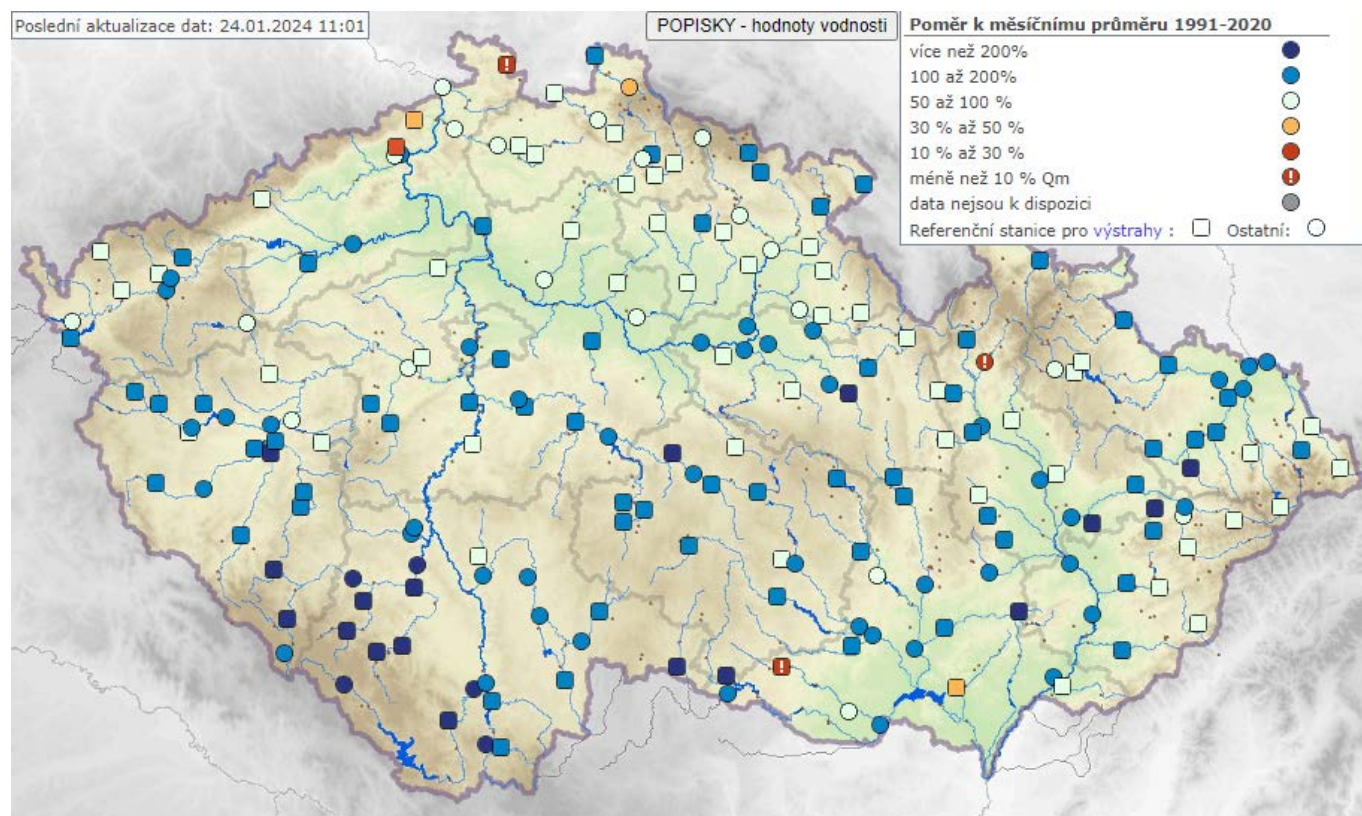 Poslední aktualizace dat: 24.01.2024 11:01
POPISKY - hodnoty vodnosti
Poměr k měsíčnímu průměru 1991-2020
více než 200%
100 až 200%
50 až 100 %
30 % až 50 %
10 % až 30 %
méně než 10 % Qm
data nejsou k dispozici
Referenční stanice pro výstrahy : Ostatní: